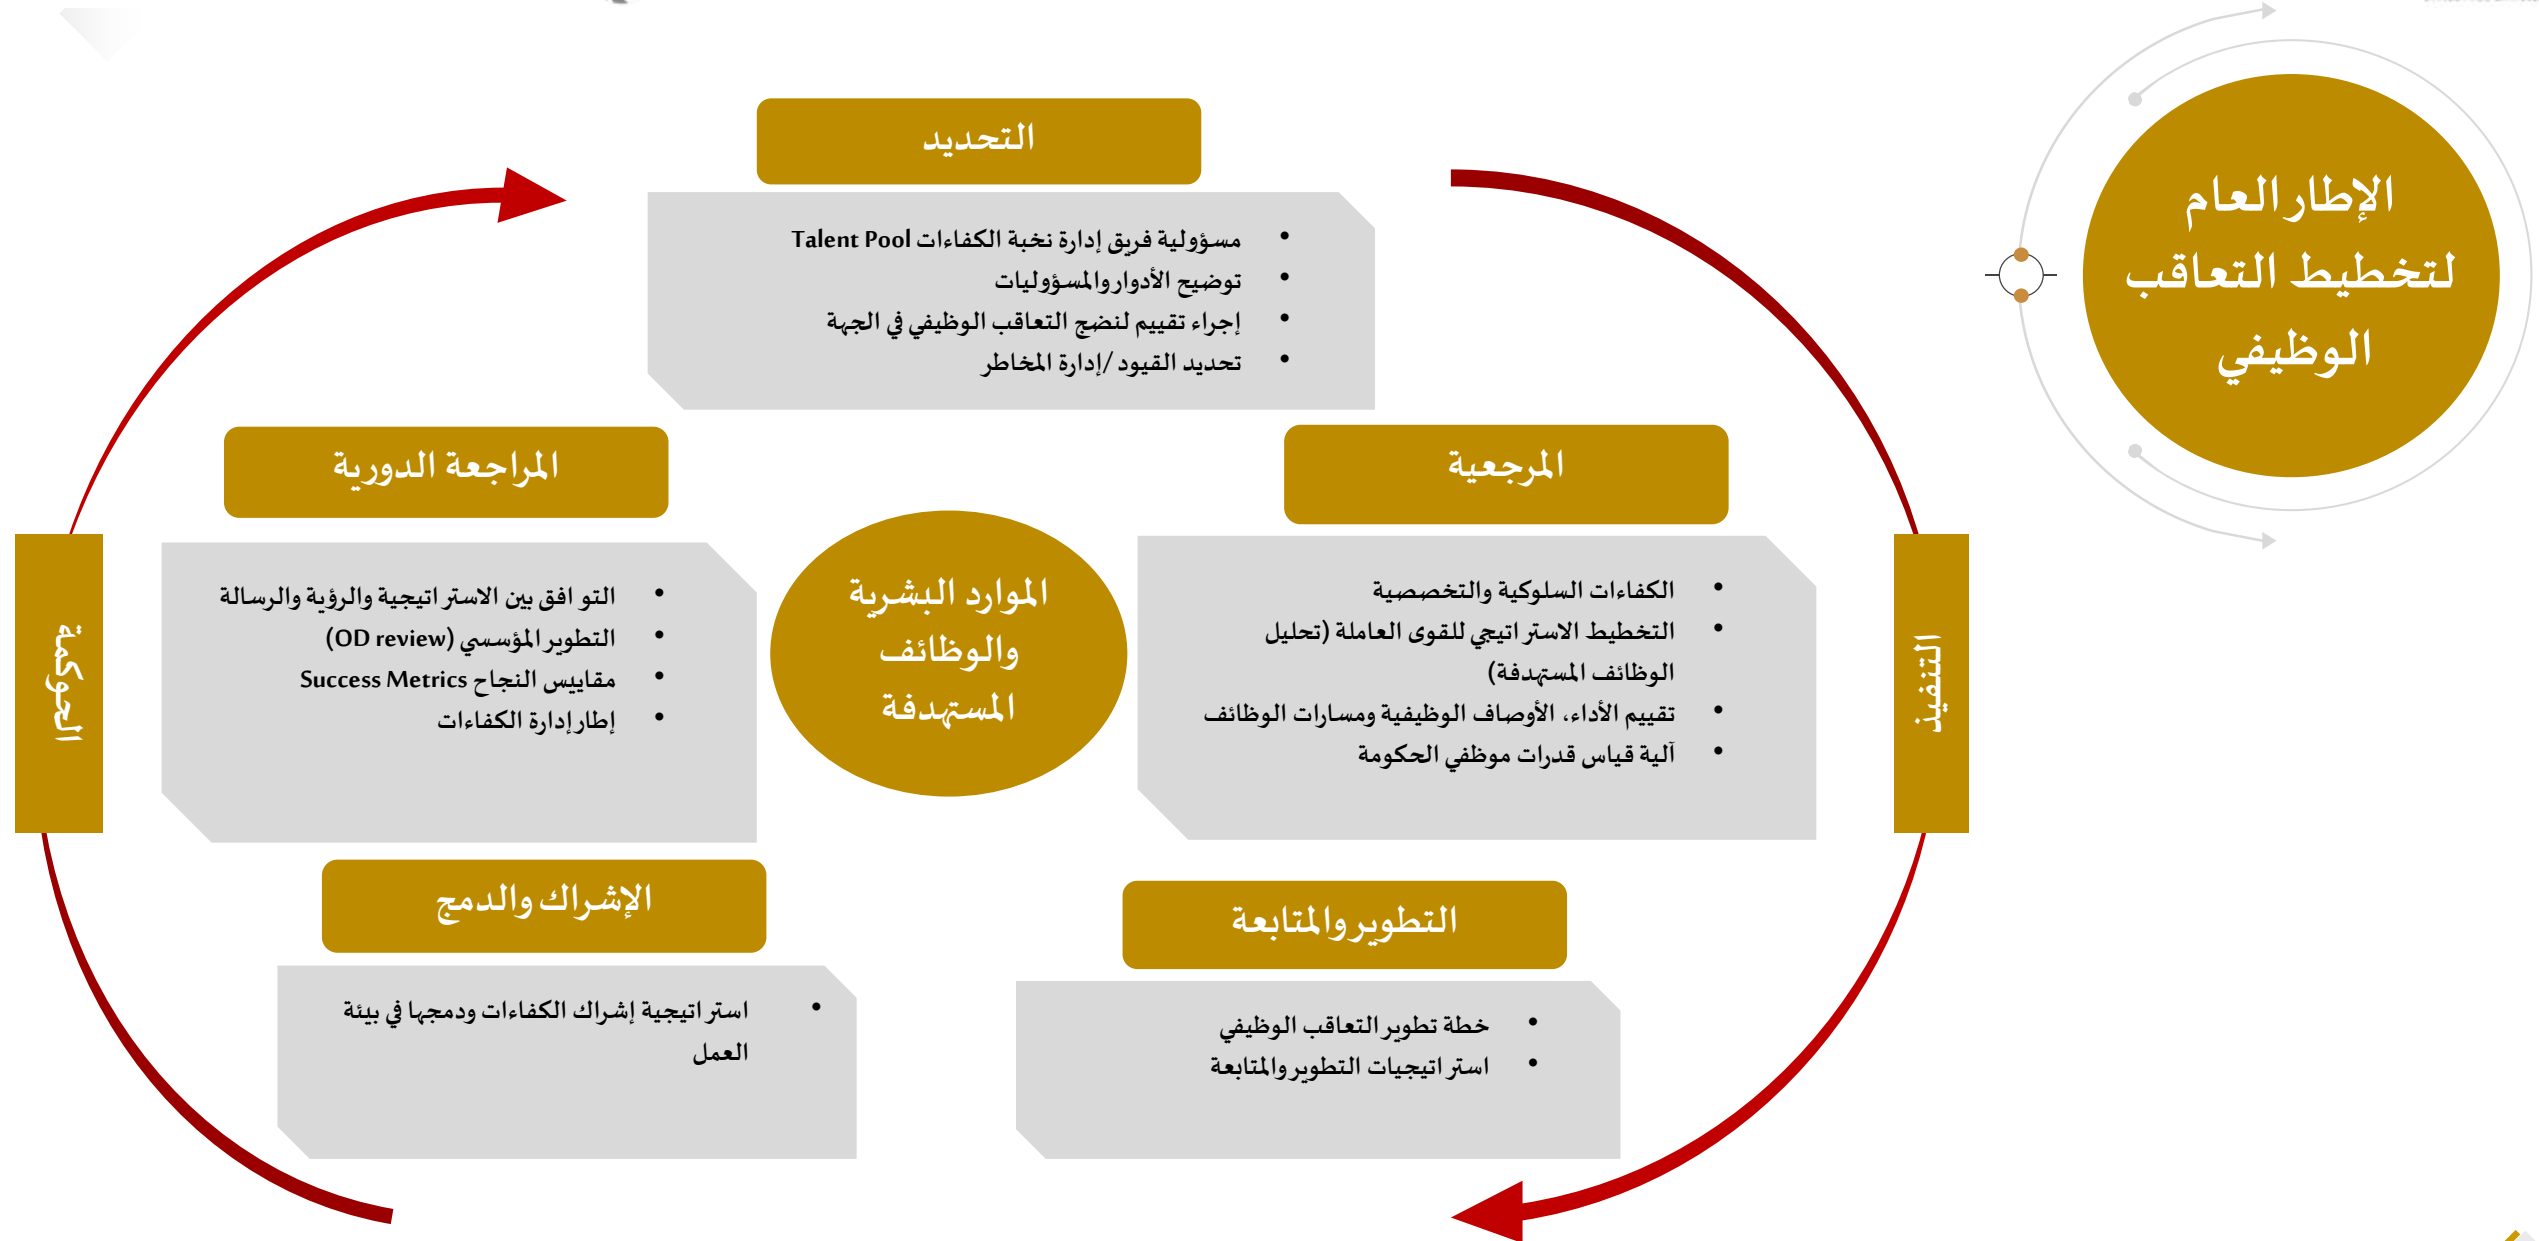 الإطار العام
لتخطيط التعاقب
الوظيفي
التحديد
• مسؤولية فريق إدارة نخبة الكفاءات Talent Pool
• توضيح الأدوار والمسؤوليات
• إجراء تقييم لنضج التعاقب الوظيفي في الجهة
• تحديد القيود /إدارة المخاطر
المرجعية
• الكفاءات السلوكية والتخصصية
• التخطيط الاستراتيجي للقوى العاملة (تحليل
الوظائف المستهدفة)
• تقييم الأداء، الأوصاف الوظيفية ومسارات الوظائف
• آلية قياس قدرات موظفي الحكومة
التنفيذ
التطوير والمتابعة
• خطة تطوير التعاقب الوظيفي
• استراتيجيات التطوير والمتابعة
الموارد البشرية
والوظائف
المستهدفة
الإشراك والدمج
• استراتيجية إشراك الكفاءات ودمجها في بيئة
العمل
المراجعة الدورية
• التوافق بين الاستراتيجية والرؤية والرسالة
• التطوير المؤسسي (OD review)
• مقاييس النجاح Success Metrics
• إطار إدارة الكفاءات
الحوكمة